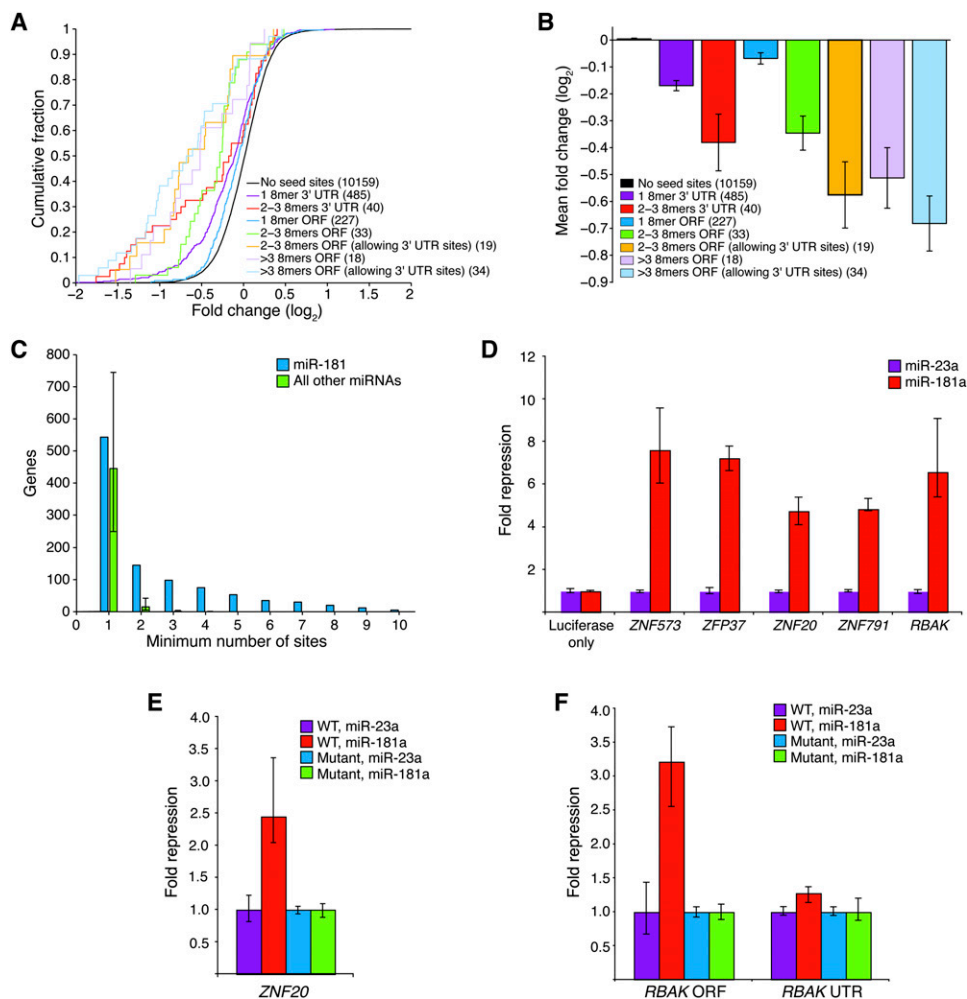 A
Cumulative fraction
1
0.9
0.8
0.7
0.6
0.5
0.4
0.3
0.2
0.1
0
No seed sites (10159)
1 8mer 3' UTR (485)
2–3 8mers 3' UTR (40)
1 8mer ORF (227)
2–3 8mers ORF (33)
2–3 8mers ORF (allowing 3' UTR sites) (19)
>3 8mers ORF (18)
>3 8mers ORF (allowing 3' UTR sites) (34)
−2 −1.5 −1 −0.5 0 0.5 1 1.5 2
Fold change (log2)
B
Mean fold change (log2)
0
−0.1
−0.2
−0.3
−0.4
−0.5
−0.6
−0.7
−0.8
−0.9
No seed sites (10159)
1 8mer 3' UTR (485)
2–3 8mers 3' UTR (40)
1 8mer ORF (227)
2–3 8mers ORF (33)
2–3 8mers ORF (allowing 3' UTR sites) (19)
>3 8mers ORF (18)
>3 8mers ORF (allowing 3' UTR sites) (34)
C
Genes
800
700
600
500
400
300
200
100
0
miR-181
All other miRNAs
1 2 3 4 5 6 7 8 9 10
Minimum number of sites
D
Fold repression
12
10
8
6
4
2
miR-23a
miR-181a
Luciferase only
ZNF573 ZFP37 ZNF20 ZNF791 RBAK
E
Fold repression
4.0
3.5
3.0
2.5
2.0
1.5
1.0
0.5
WT, miR-23a
WT, miR-181a
Mutant, miR-23a
Mutant, miR-181a
ZNF20
F
Fold repression
4.0
3.5
3.0
2.5
2.0
1.5
1.0
0.5
WT, miR-23a
WT, miR-181a
Mutant, miR-23a
Mutant, miR-181a
RBAK ORF RBAK UTR